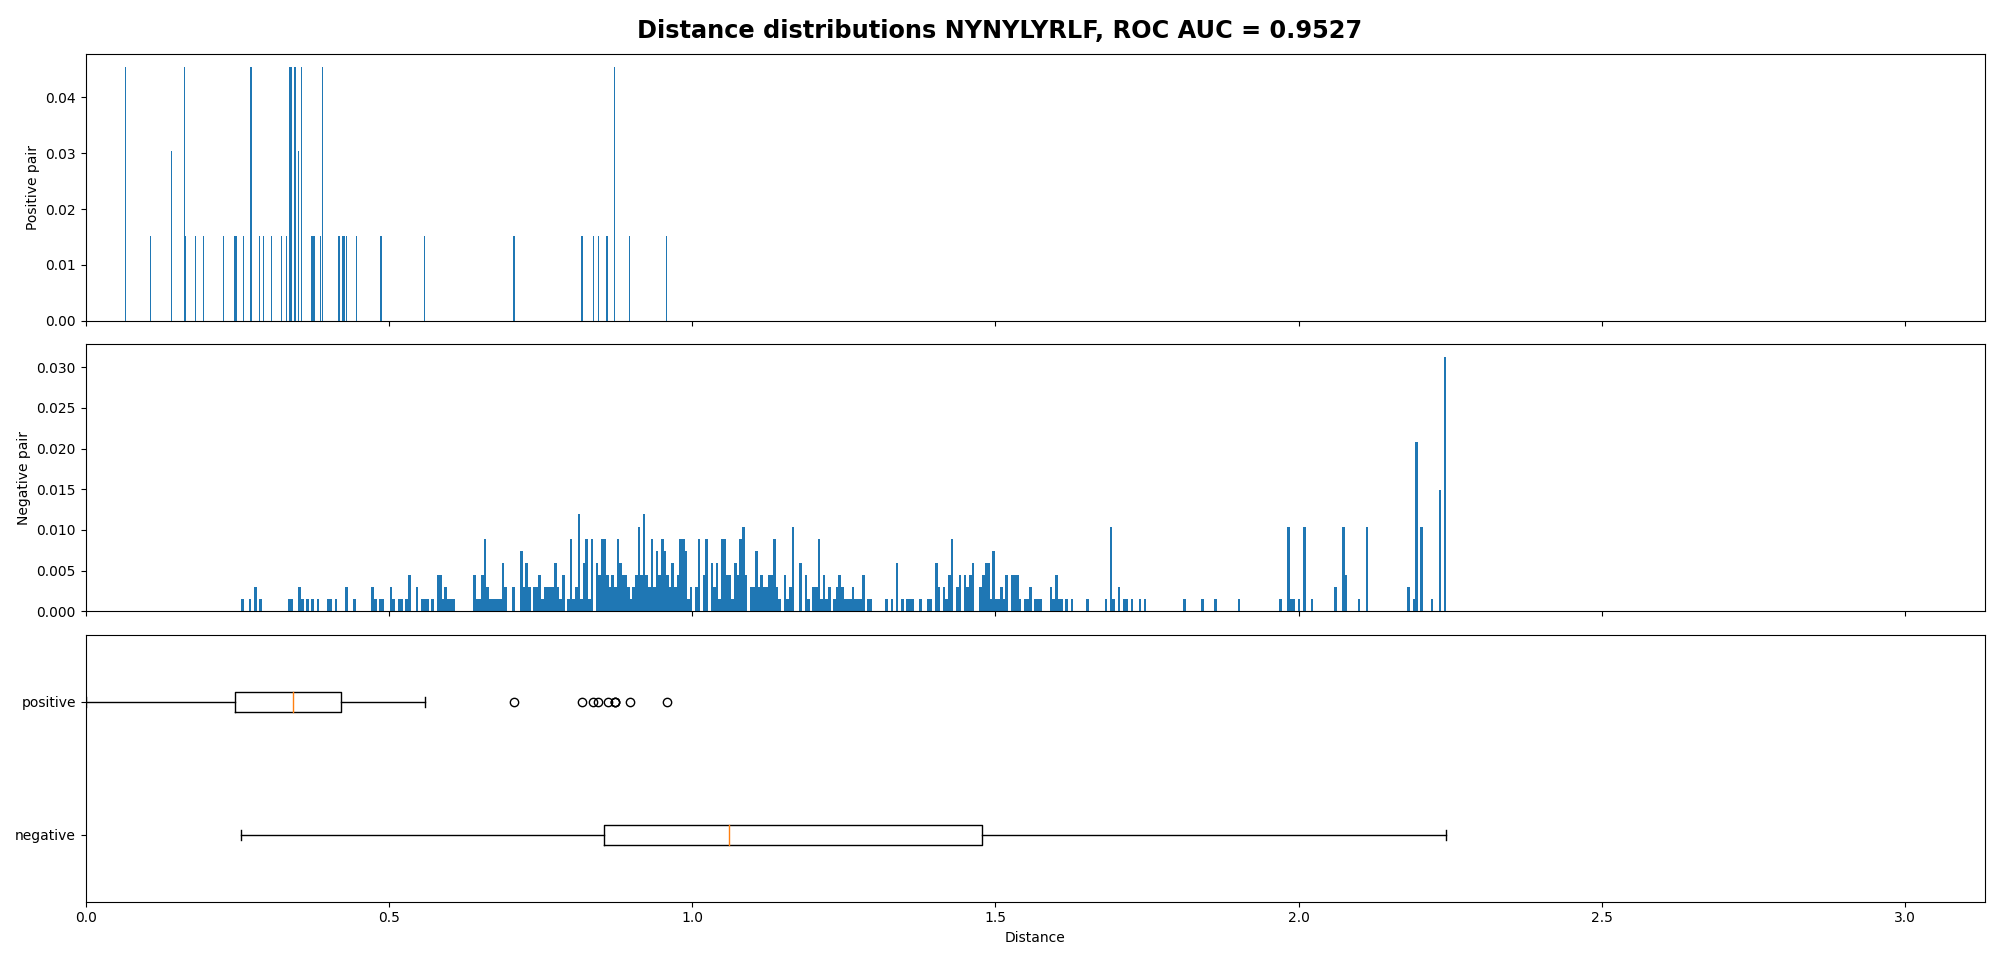 Distance distributions NYNYLYRLF, ROC AUC = 0.9527
0.04
0.03
0.02
0.01
0.00
Positive pair
0.030
0.025
0.020
0.015
0.010
0.005
0.000
Negative pair
positive
negative
0.0 0.5 1.0 1.5 2.0 2.5 3.0
Distance